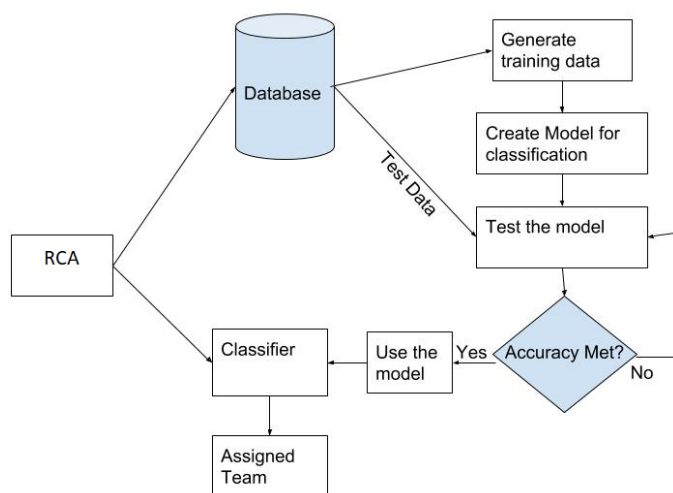 Generate
training data
Database
Create Model for
classification
Test Data
Test the model
RCA
Classifier
Use the
model
Yes
Accuracy Met?
No
Assigned
Team